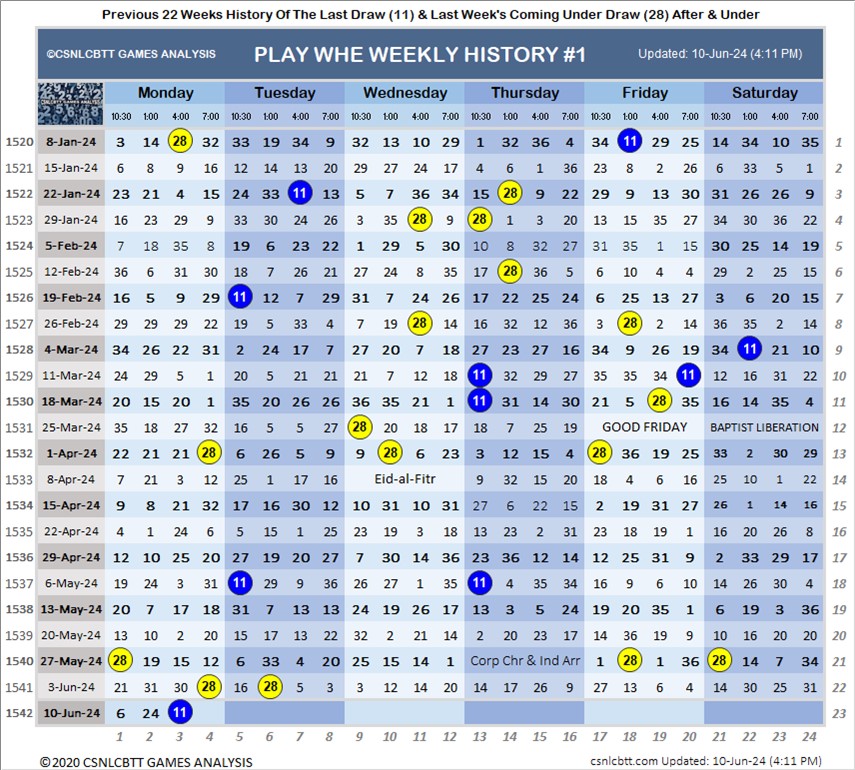 Previous 22 Weeks History Of The Last Draw (11) & Last Week's Coming Under Draw (28) After & Under
©CSNLCBTT GAMES ANALYSIS PLAY WHE WEEKLY HISTORY #1 Updated: 10-Jun-24 (4:11 PM)
Monday Tuesday Wednesday Thursday Friday Saturday
CSNLCBTT GAMES ANALYSIS
10:30 1:00 4:00 7:00 10:30 1:00 4:00 7:00 10:30 1:00 4:00 7:00 10:30 1:00 4:00 7:00 10:30 1:00 4:00 7:00 10:30 1:00 4:00 7:00
1520 8-Jan-24 3 14 28 32 33 19 34 9 32 13 10 29 1 32 36 4 34 11 29 25 14 34 10 35 1
1521 15-Jan-24 6 8 9 16 12 14 13 20 29 27 24 17 4 6 1 36 23 1 2 26 6 33 5 1 2
1522 22-Jan-24 23 21 4 15 24 33 11 13 5 7 36 34 15 28 9 22 29 9 13 30 31 26 26 9 3
1523 29-Jan-24 16 23 29 9 33 30 24 26 3 35 28 9 28 1 3 20 13 15 35 27 34 30 36 22 4
1524 5-Feb-24 7 18 35 8 19 6 23 22 1 29 5 30 10 8 32 27 31 35 1 15 30 25 14 19 5
1525 12-Feb-24 36 6 31 30 18 7 26 21 27 24 8 35 17 28 36 5 6 10 4 4 29 2 25 15 6
1526 19-Feb-24 16 5 9 29 11 12 7 29 31 7 24 26 17 22 25 24 6 25 13 27 3 6 20 15 7
1527 26-Feb-24 29 29 29 22 19 5 33 4 7 19 28 14 16 32 12 36 3 28 2 14 36 35 2 14 8
1528 4-Mar-24 34 26 22 31 2 24 17 7 27 20 7 18 27 23 27 16 34 9 26 19 34 11 21 10 9
1529 11-Mar-24 24 29 5 1 20 5 21 21 21 7 12 18 11 32 29 27 35 35 34 11 12 16 31 22 10
1530 18-Mar-24 20 15 20 1 35 20 26 26 36 35 21 1 11 31 14 30 21 5 28 35 16 14 35 4 11
1531 25-Mar-24 35 18 27 32 16 5 5 27 28 20 18 17 18 7 25 19 GOOD FRIDAY BAPTIST LIBERATION 12
1532 1-Apr-24 22 21 21 28 6 26 5 9 9 28 6 23 3 12 15 4 28 36 19 25 33 2 30 29 13
1533 8-Apr-24 7 21 3 12 25 1 17 16 Eid-al-Fitr 9 32 15 20 18 4 6 16 25 10 1 22 14
1534 15-Apr-24 9 8 21 32 17 16 30 12 10 31 10 31 27 6 22 15 2 19 31 27 26 1 14 16 15
1535 22-Apr-24 4 1 24 6 5 15 1 25 23 19 3 18 13 23 2 31 23 18 19 31 16 20 26 8 16
1536 29-Apr-24 12 10 25 20 27 19 20 27 7 30 14 36 23 36 12 14 12 25 31 9 2 33 29 17 17
1537 6-May-24 19 24 3 31 11 29 9 36 26 27 1 35 11 4 35 34 16 9 9 10 14 26 30 4 18
1538 13-May-24 20 7 17 18 31 7 13 13 24 19 26 17 13 3 5 24 19 20 35 1 6 19 3 36 19
1539 20-May-24 13 10 2 20 15 17 13 22 32 2 21 14 2 20 23 17 14 36 19 9 10 16 20 20 20
1540 27-May-24 28 19 15 12 6 33 4 20 25 15 14 1 Corp Chr & Ind Arr 1 28 1 36 28 14 7 34 21
1541 3-Jun-24 21 31 30 28 16 28 5 3 3 12 14 20 14 17 26 9 27 13 6 4 14 30 25 31 22
1542 10-Jun-24 6 24 11 23
1 2 3 4 5 6 7 8 9 10 11 12 13 14 15 16 17 18 19 20 21 22 23 24
©2020 CSNLCBTT GAMES ANALYSIS csnlcbtt.com Updated: 10-Jun-24 (4:11 PM)